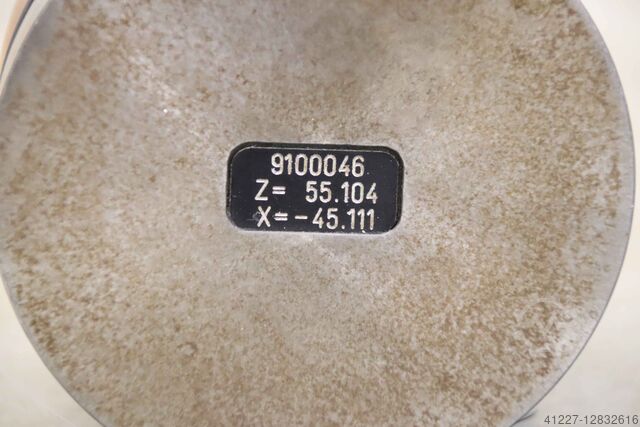 9100046
Z= 55.104
X=-45.111
41227-12832616